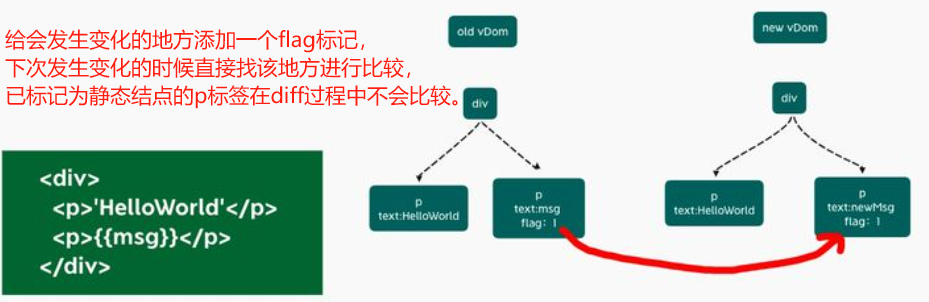 给会发生变化的地方添加一个flag标记，
下次发生变化的时候直接找该地方进行比较，
已标记为静态结点的p标签在diff过程中不会比较。
<div>
<p>'HelloWorld'</p>
<p>{{msg}}</p>
</div>
old vDom
div
p
text:HelloWorld
p
text:msg
flag：1
new vDom
div
p
text:HelloWorld
p
text:newMsg
flag：1